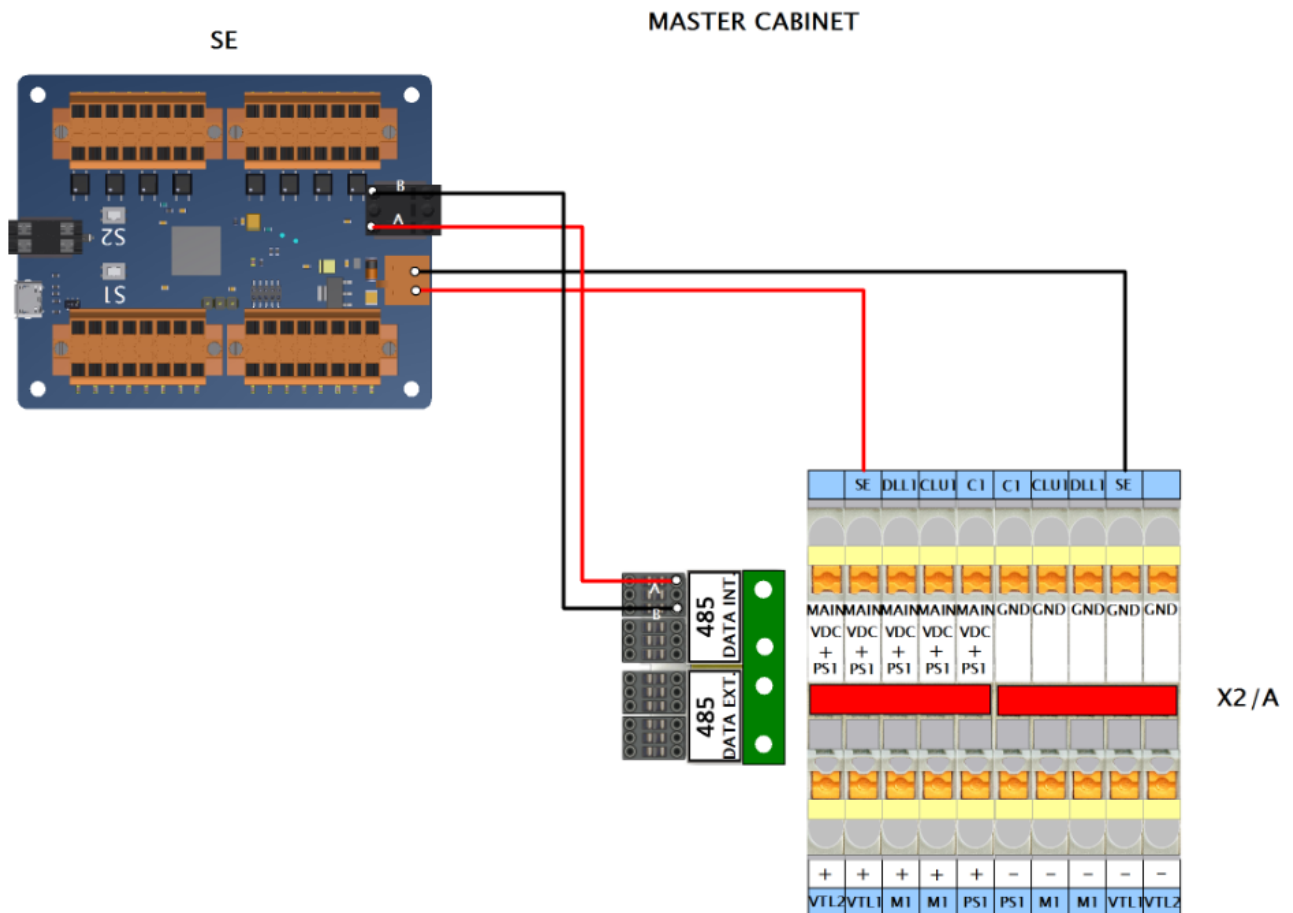 MASTER CABINET
SE
B
A
S2
S1
SE DLL1 CLU1 C1 C1 CLU1 DLL1 SE
A
B
485
DATA INT.
485
DATA EXT.
MAIN MAIN MAIN MAIN MAIN GND GND GND GND GND
VDC VDC VDC VDC VDC
+ + + + +
PS1 PS1 PS1 PS1 PS1
X2/A
+ + + + + - - - - -
VTL2 VTL1 M1 M1 PS1 PS1 M1 M1 VTL1 VTL2